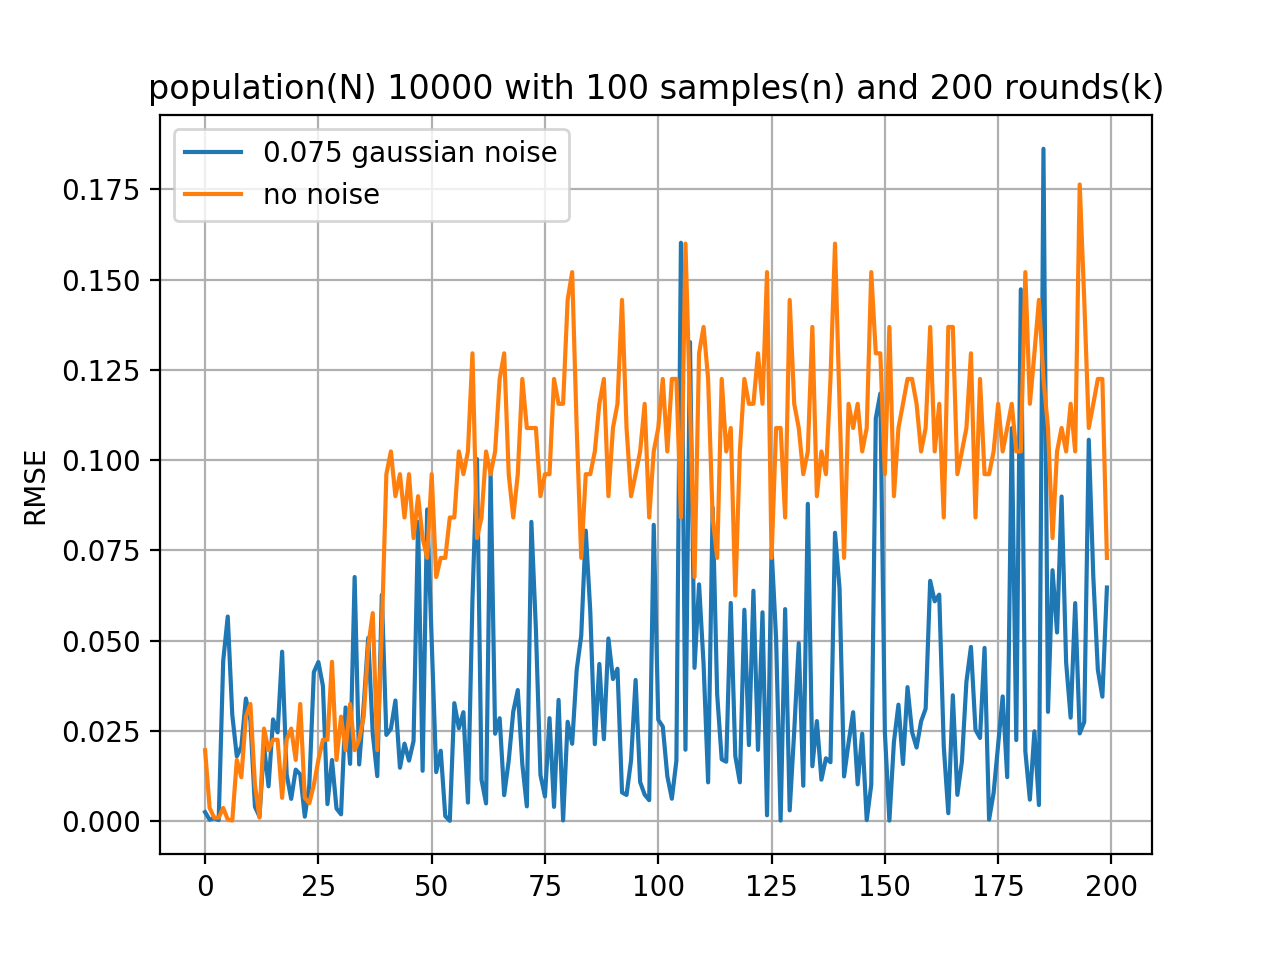 population(N) 10000 with 100 samples(n) and 200 rounds(k)
0.075 gaussian noise
no noise
0.175
0.150
0.125
0.100
0.075
0.050
0.025
0.000
RMSE
0 25 50 75 100 125 150 175 200